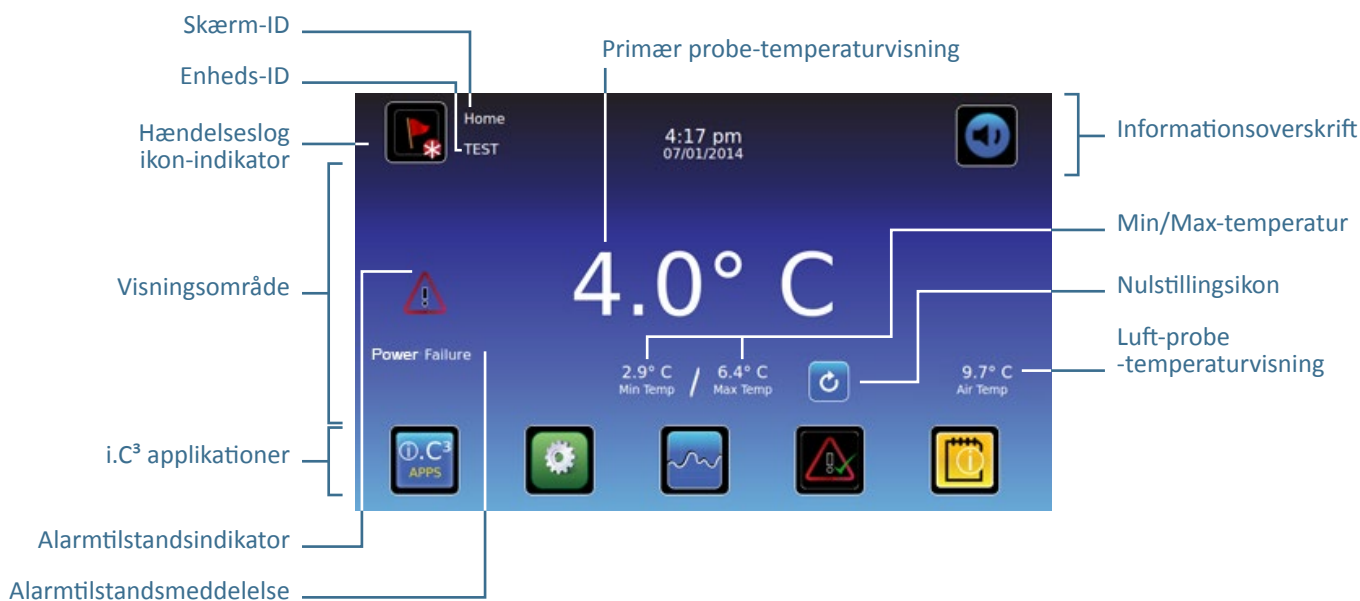 Skærm-ID
Enheds-ID
Hændelseslog
ikon-indikator
Visningsområde
i.C³ applikationer
Alarmtilstandsindikator
Alarmtilstandsmeddelelse
Primær probe-temperaturvisning
Home
TEST
4:17 pm
07/01/2014
4.0° C
Power Failure
2.9° C / 6.4° C
Min Temp Max Temp
9.7° C
Air Temp
i.C³
APPS
Informationsoverskrift
Min/Max-temperatur
Nulstillingsikon
Luft-probe
-temperaturvisning